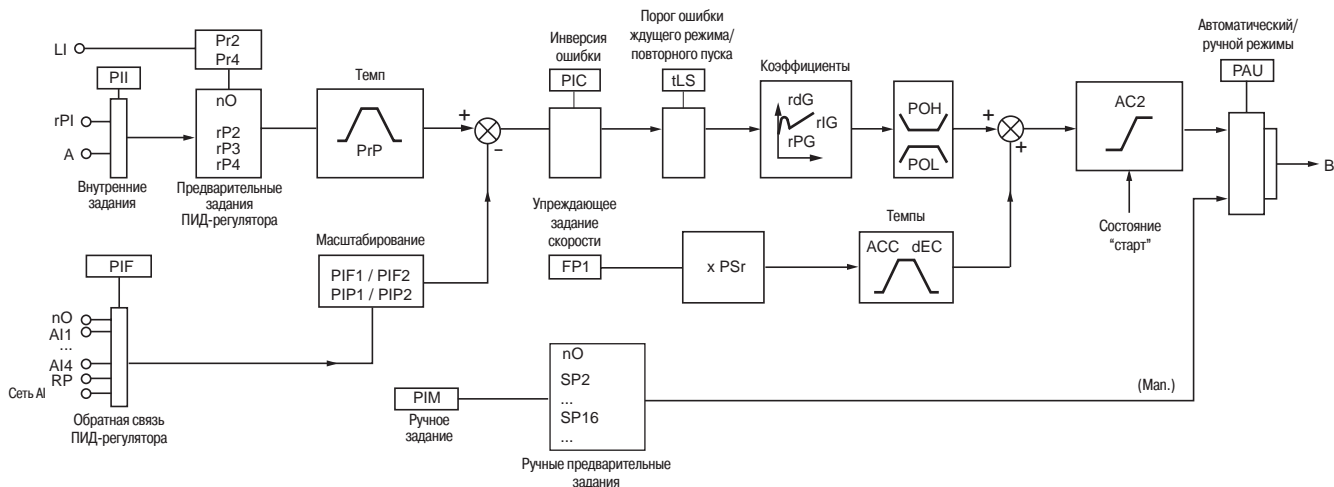 LI
Pr2
Pr4
PII
rPI
A
Внутренние
задания
nO
rP2
rP3
rP4
Предварительные
задания
ПИД-регулятора
Темп
PrP
+
-
Инверсия
ошибки
PIC
Порог ошибки
ждущего режима/
повторного пуска
tLS
Коэффициенты
rdG
rIG
rPG
POH
POL
+
+
AC2
Состояние
"старт"
Автоматический/
ручной режимы
PAU
B
Упреждающее
задание
скорости
FP1
x PSr
Темпы
ACC dEC
Масштабирование
PIF1 / PIF2
PIP1 / PIP2
PIF
nO
AI1
...
AI4
RP
Сеть AI
Обратная связь
ПИД-регулятора
PIM
Ручное
задание
nO
SP2
...
SP16
...
Ручные предварительные
задания
(Man.)